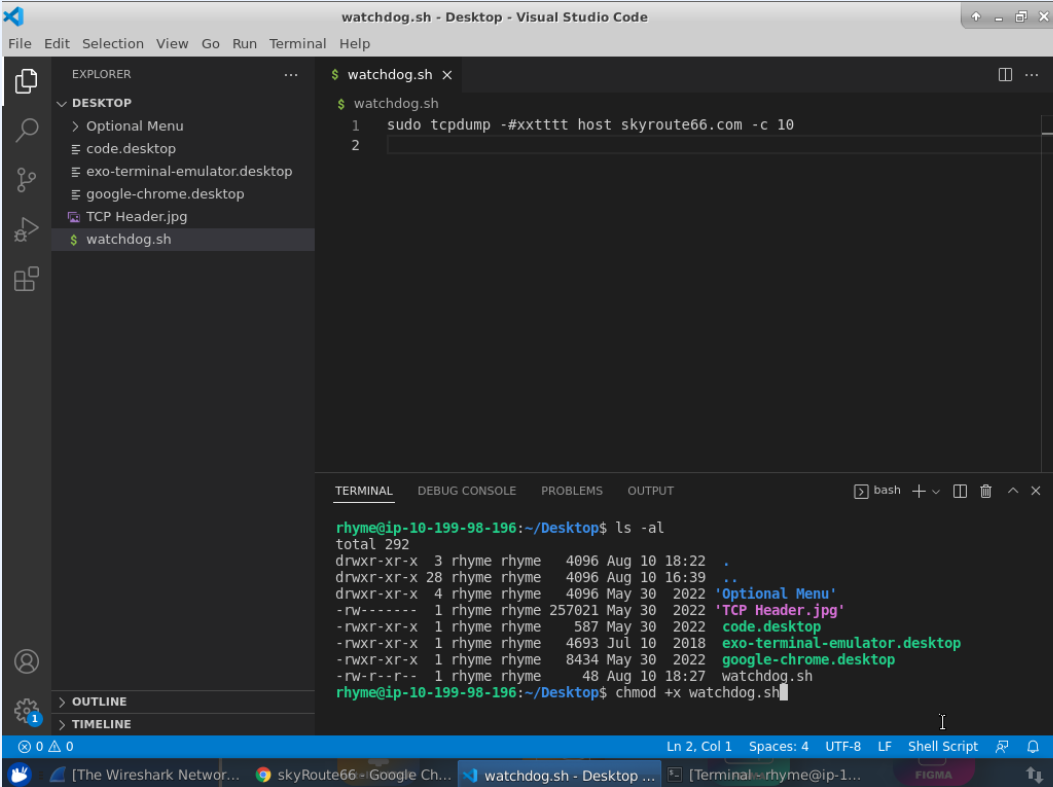 watchdog.sh - Desktop - Visual Studio Code
File Edit Selection View Go Run Terminal Help
EXPLORER ...
DESKTOP
Optional Menu
code.desktop
exo-terminal-emulator.desktop
google-chrome.desktop
TCP Header.jpg
$ watchdog.sh
OUTLINE
TIMELINE
$ watchdog.sh
$ watchdog.sh
1 sudo tcpdump -#xxtttt host skyroute66.com -c 10
2
TERMINAL DEBUG CONSOLE PROBLEMS OUTPUT bash
rhyme@ip-10-199-98-196:~/Desktop$ ls -al
total 292
drwxr-xr-x 3 rhyme rhyme 4096 Aug 10 18:22 .
drwxr-xr-x 28 rhyme rhyme 4096 Aug 10 16:39 ..
drwxr-xr-x 4 rhyme rhyme 4096 May 30 2022 'Optional Menu'
-rw------- 1 rhyme rhyme 257021 May 30 2022 'TCP Header.jpg'
-rwxr-xr-x 1 rhyme rhyme 587 May 30 2022 code.desktop
-rwxr-xr-x 1 rhyme rhyme 4693 Jul 10 2018 exo-terminal-emulator.desktop
-rwxr-xr-x 1 rhyme rhyme 8434 May 30 2022 google-chrome.desktop
-rw-r--r-- 1 rhyme rhyme 48 Aug 10 18:27 watchdog.sh
rhyme@ip-10-199-98-196:~/Desktop$ chmod +x watchdog.sh
1
0 0 Ln 2, Col 1 Spaces: 4 UTF-8 LF Shell Script
[The Wireshark Networ... skyRoute66 - Google Ch... watchdog.sh - Desktop ... [Terminal - rhyme@ip-1...
FIGMA